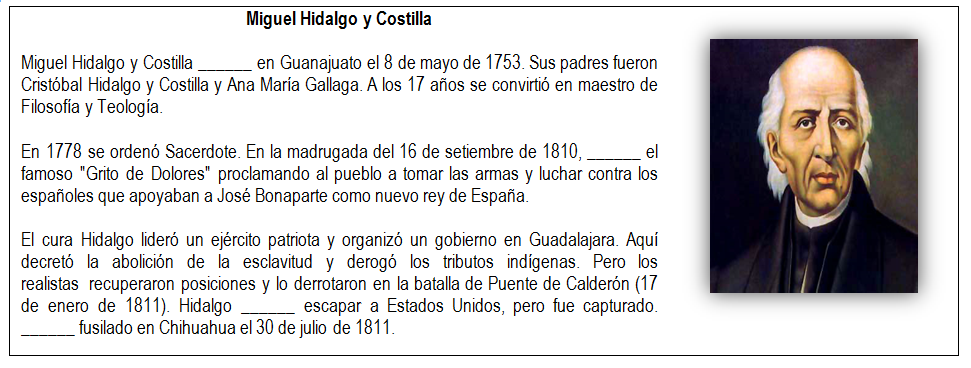 Miguel Hidalgo y Costilla
Miguel Hidalgo y Costilla ______ en Guanajuato el 8 de mayo de 1753. Sus padres fueron
Cristóbal Hidalgo y Costilla y Ana María Gallaga. A los 17 años se convirtió en maestro de
Filosofía y Teología.
En 1778 se ordenó Sacerdote. En la madrugada del 16 de setiembre de 1810, ______ el
famoso "Grito de Dolores" proclamando al pueblo a tomar las armas y luchar contra los
españoles que apoyaban a José Bonaparte como nuevo rey de España.
El cura Hidalgo lideró un ejército patriota y organizó un gobierno en Guadalajara. Aquí
decretó la abolición de la esclavitud y derogó los tributos indígenas. Pero los
realistas recuperaron posiciones y lo derrotaron en la batalla de Puente de Calderón (17
de enero de 1811). Hidalgo ______ escapar a Estados Unidos, pero fue capturado.
______ fusilado en Chihuahua el 30 de julio de 1811.